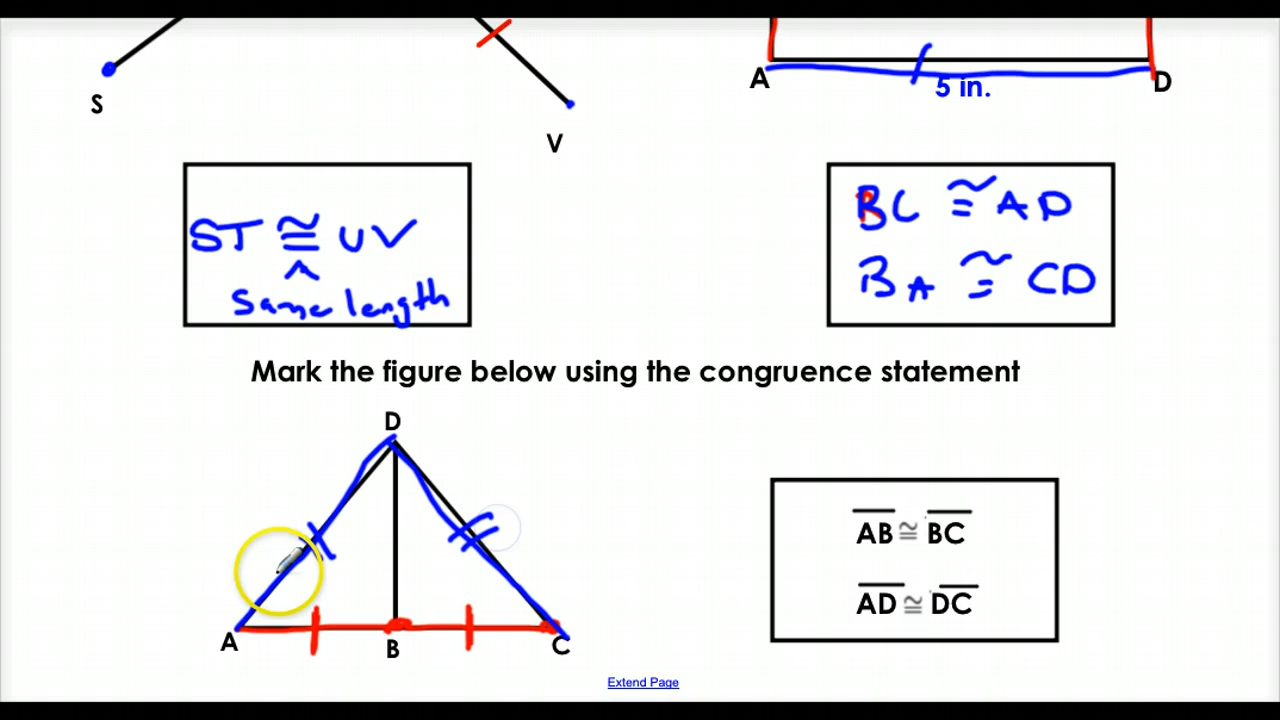 S
V
A
5 in.
D
ST ≅ UV
same length
BC ≅ AD
BA ≅ CD
Mark the figure below using the congruence statement
D
A
B
C
AB ≅ BC
AD ≅ DC
Extend Page